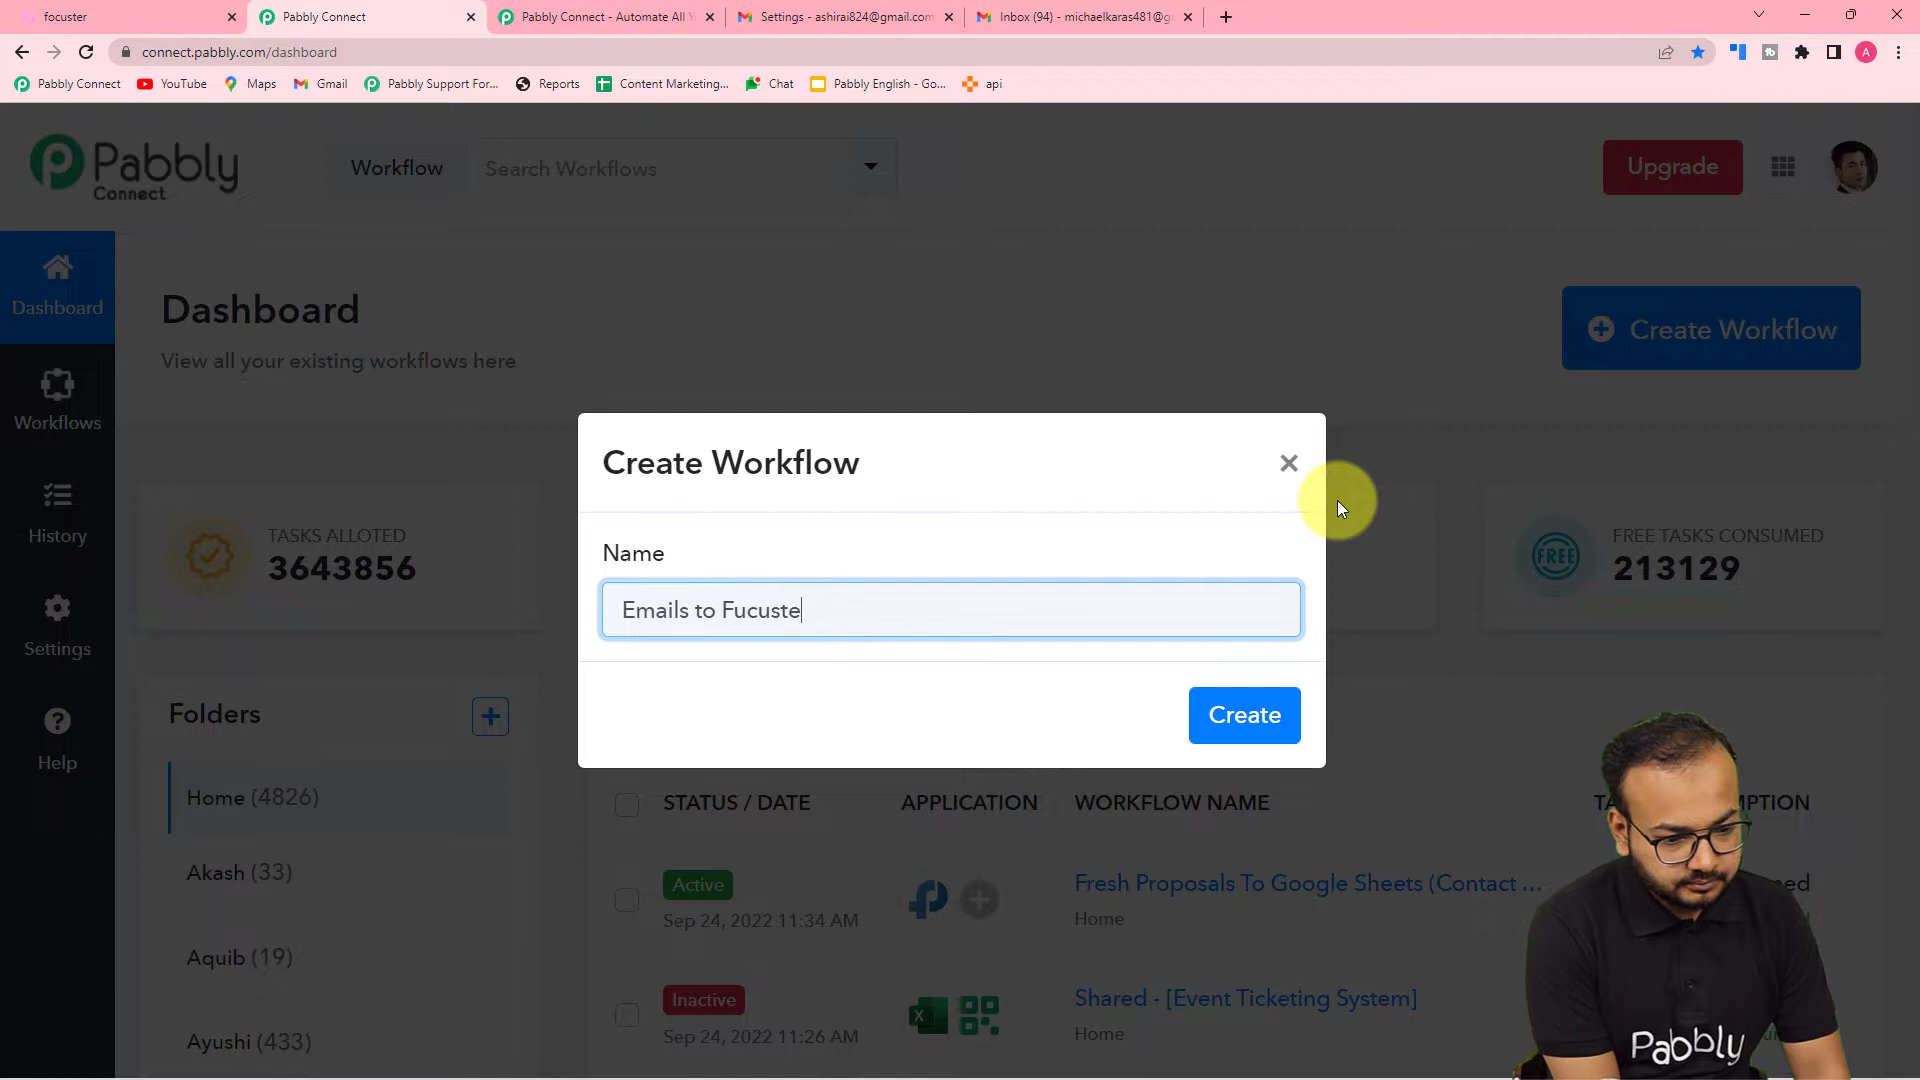 focuster
Pabbly Connect
Pabbly Connect - Automate All Y
Settings - ashirai824@gmail.com
Inbox (94) - michaelkaras481@g
connect.pabbly.com/dashboard
A
Pabbly Connect
YouTube
Maps
Gmail
Pabbly Support For...
Reports
Content Marketing...
Chat
Pabbly English - Go...
api
Pabbly
Connect
Workflow
Search Workflows
Upgrade
Dashboard
Workflows
History
Settings
Help
Dashboard
View all your existing workflows here
Create Workflow
TASKS ALLOTED
3643856
FREE TASKS CONSUMED
FREE
213129
Create Workflow
Name
Emails to Fucuste
Create
Folders
Home (4826)
Akash (33)
Aquib (19)
Ayushi (433)
STATUS / DATE
APPLICATION
WORKFLOW NAME
Active
Sep 24, 2022 11:34 AM
Fresh Proposals To Google Sheets (Contact ...
Home
Inactive
Sep 24, 2022 11:26 AM
Shared - [Event Ticketing System]
Home
Pabbly